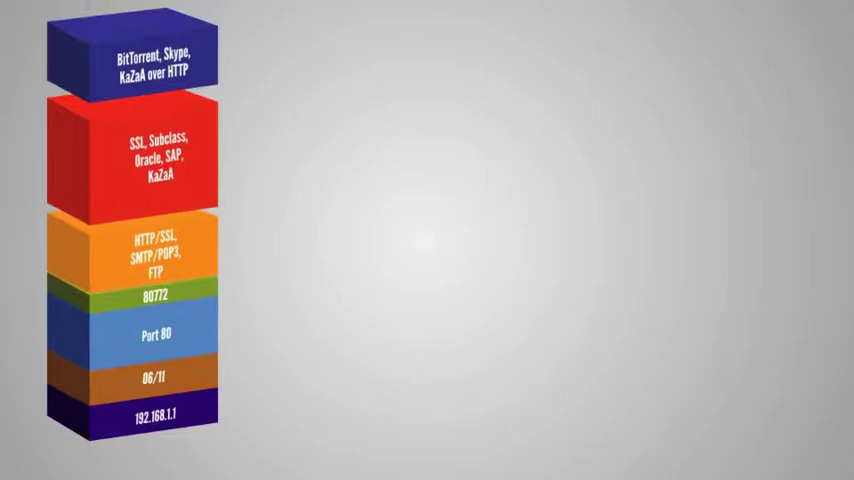 BitTorrent, Skype,
KaZaA over HTTP
SSL, Subclass,
Oracle, SAP,
KaZaA
HTTP/SSL,
SMTP/POP3,
FTP
80772
Port 80
06/11
192.168.1.1